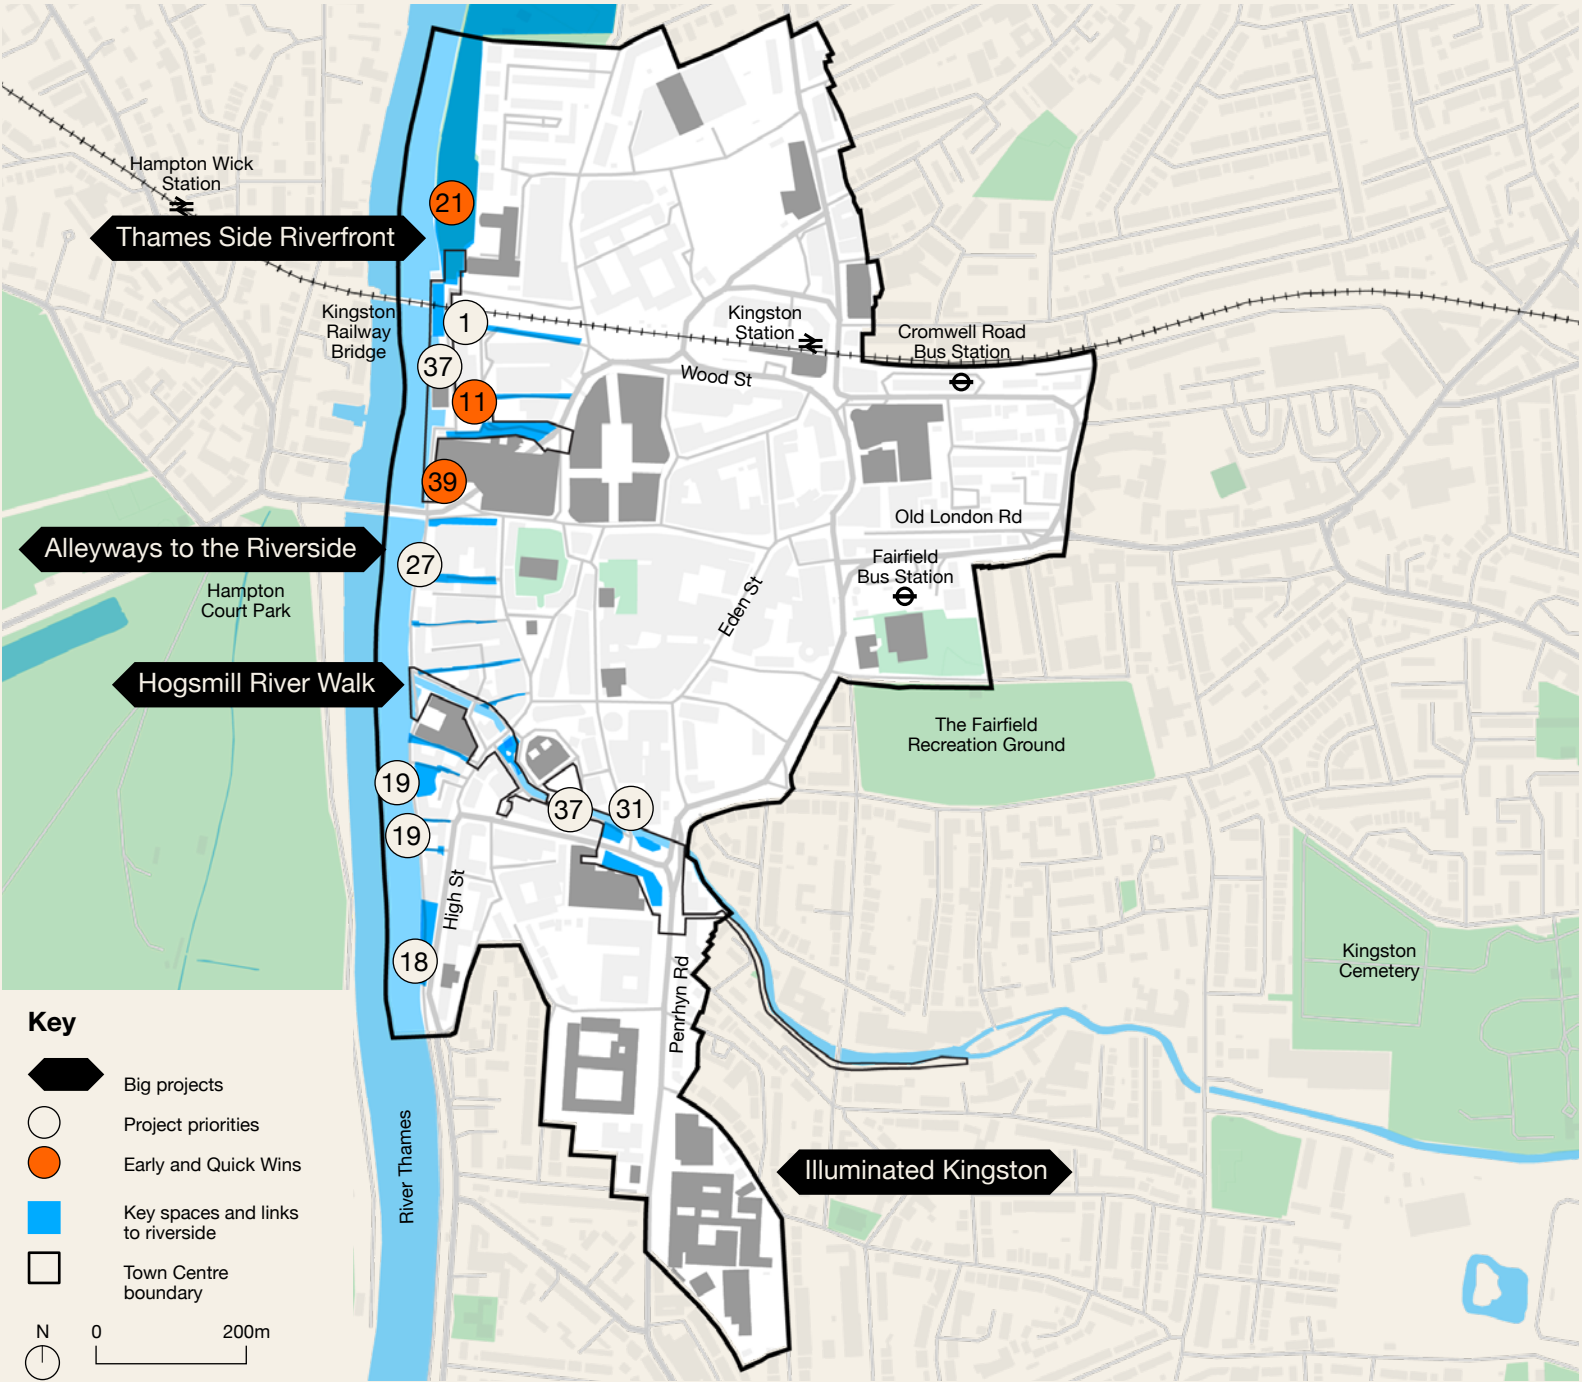 Hampton Wick
Station
21
Thames Side Riverfront
Kingston
Railway
Bridge
1
Kingston
Station
Cromwell Road
Bus Station
37
Wood St
11
39
Old London Rd
Alleyways to the Riverside
27
Fairfield
Bus Station
Hampton
Court Park
Eden St
Hogsmill River Walk
The Fairfield
Recreation Ground
19
37
31
19
High St
18
Kingston
Cemetery
Penrhyn Rd
Key
Big projects
Project priorities
Early and Quick Wins
Key spaces and links
to riverside
Town Centre
boundary
River Thames
Illuminated Kingston
N
0
200m